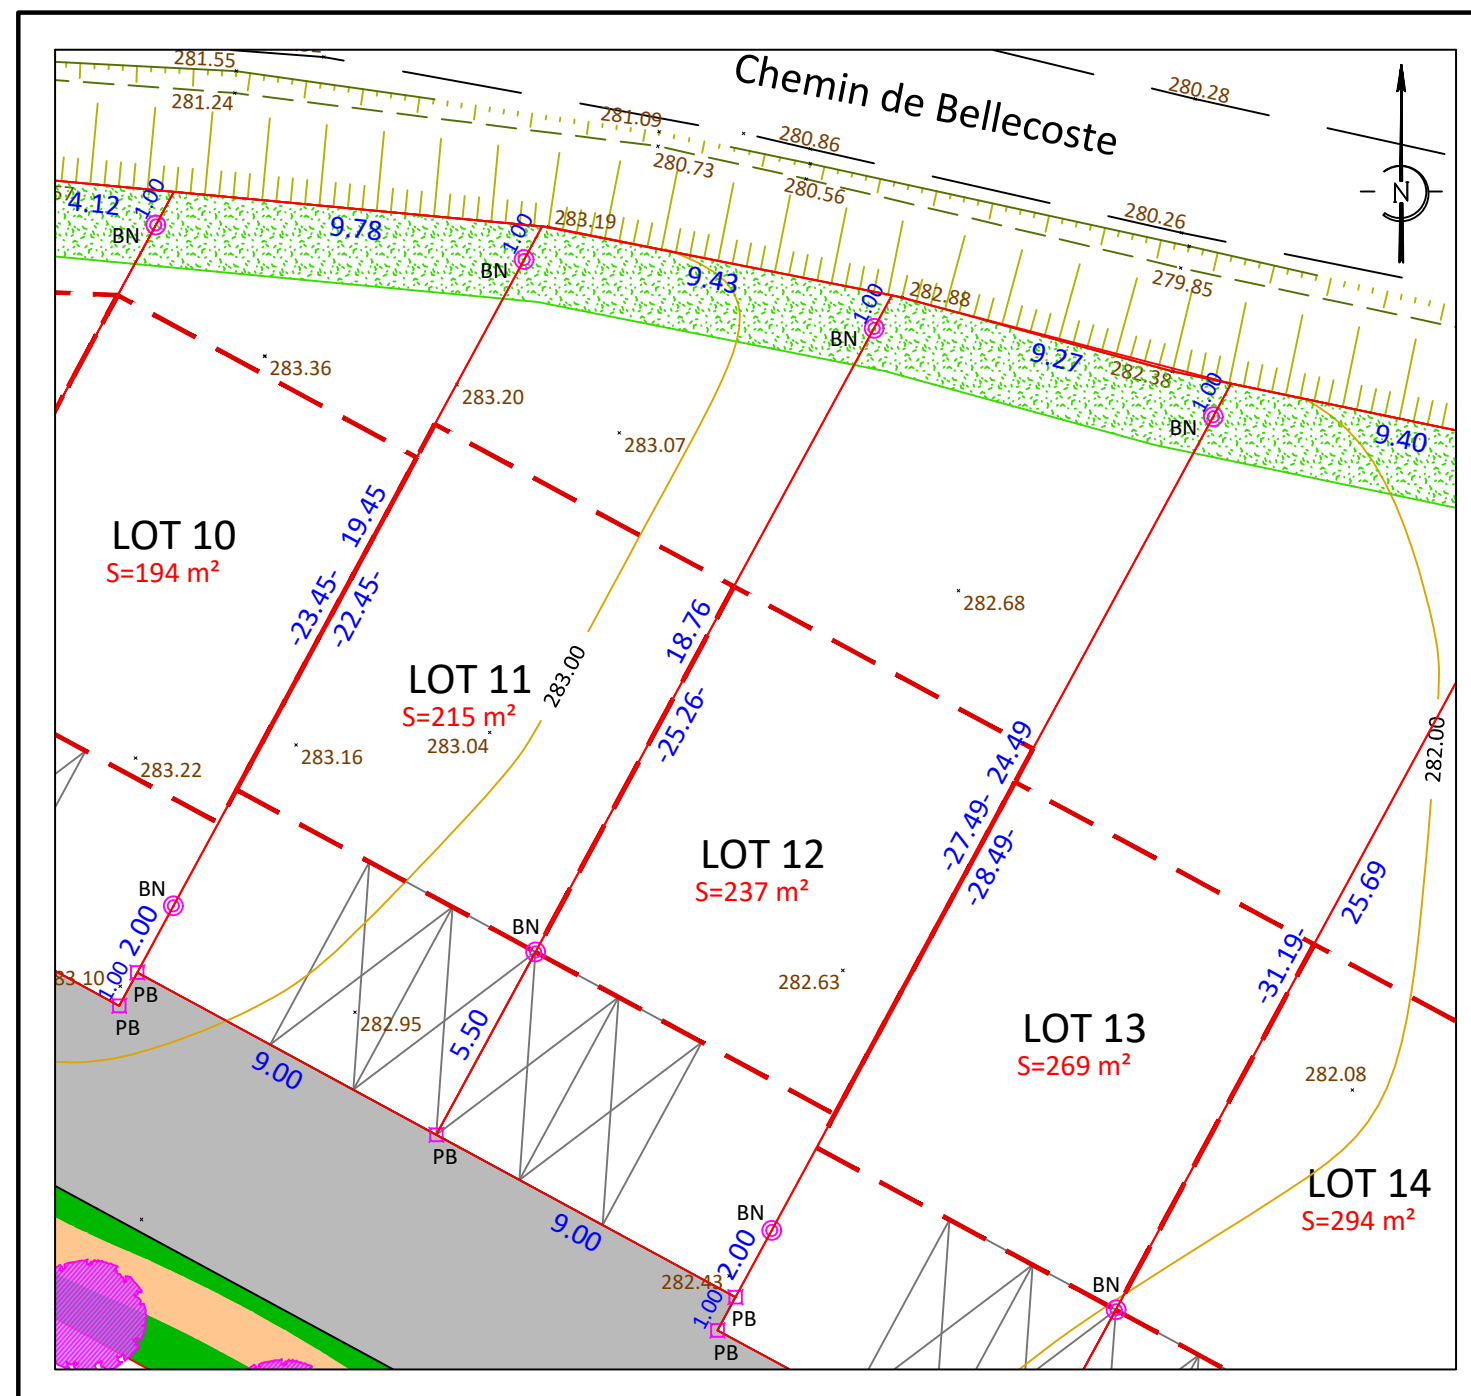 281.55
281.24
Chemin de Bellecoste
280.28
281.09
280.73
280.86
280.56
280.26
279.85
N
4.12
1.00
BN
9.78
1.00
BN
283.19
9.43
1.00
BN
282.88
9.27
282.38
1.00
BN
9.40
283.36
283.20
283.07
LOT 10
S=194 m²
19.45
-23.45-
-22.45-
282.68
LOT 11
S=215 m²
283.04
283.00
18.76
-25.26-
283.22
283.16
24.49
-27.49-
-28.49-
282.00
LOT 12
S=237 m²
25.69
-31.19-
BN
2.00
1.00
PB
PB
83.10
BN
282.95
5.50
9.00
282.63
LOT 13
S=269 m²
282.08
PB
LOT 14
S=294 m²
9.00
BN
2.00
282.43
1.00
PB
PB
BN